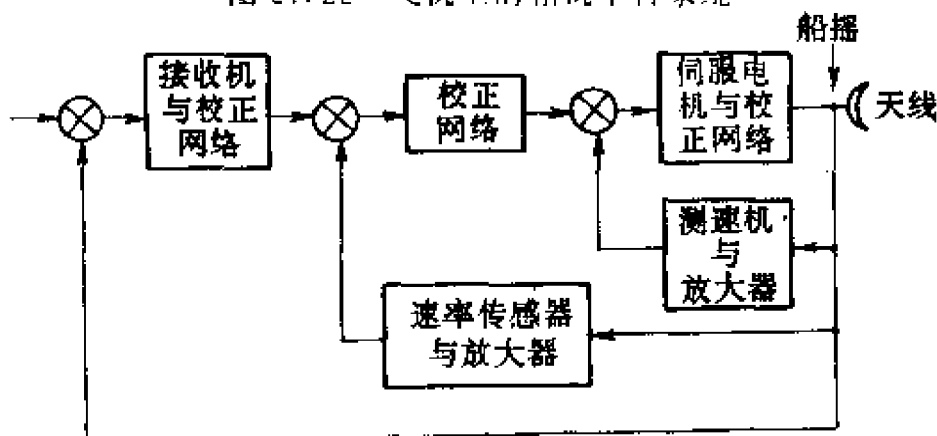 船摇
接收机
与校正
网络
校正
网络
伺服电
机与校
正网络
天线
测速机
与
放大器
速率传感器
与放大器